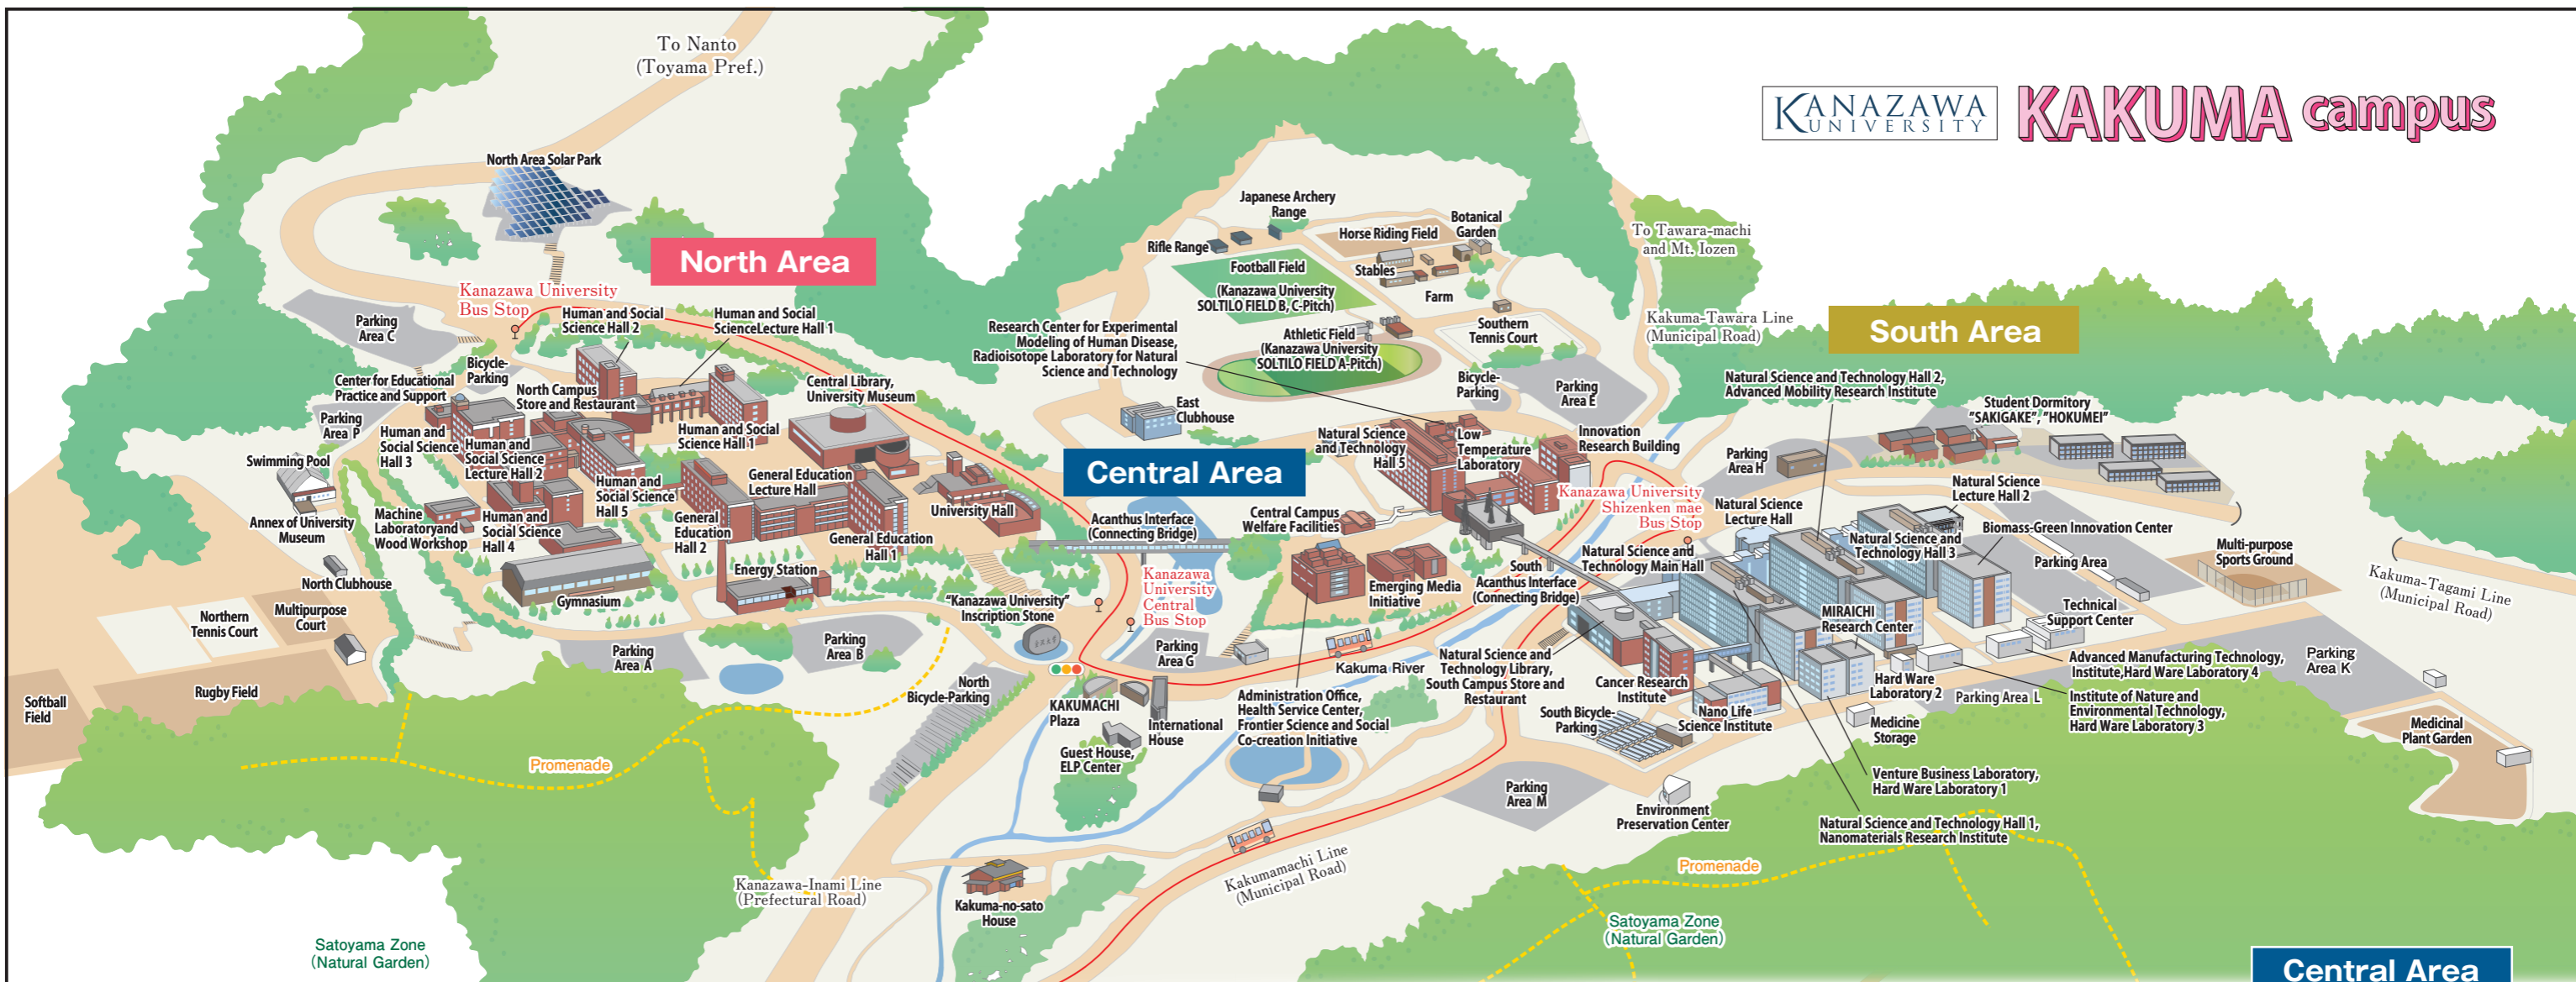 To Nanto
(Toyama Pref.)
KANAZAWA
UNIVERSITY
KAKUMA campus
North Area Solar Park
North Area
Kanazawa University
Bus Stop
Parking
Area C
Human and Social
Science Hall 2
Human and Social
ScienceLecture Hall 1
Bicycle-
Parking
Center for Educational
Practice and Support
North Campus
Store and Restaurant
Central Library,
University Museum
Parking
Area P
Human and
Social Science
Hall 3
Human and
Social Science
Lecture Hall 2
Human and Social
Science Hall 1
Swimming Pool
Human and
Social Science
Hall 5
General Education
Lecture Hall
Annex of University
Museum
Machine
Laboratoryand
Wood Workshop
Human and
Social Science
Hall 4
General
Education
Hall 2
General Education
Hall 1
University Hall
North Clubhouse
Gymnasium
Energy Station
Northern
Tennis Court
Multipurpose
Court
"Kanazawa University"
Inscription Stone
Parking
Area A
Parking
Area B
Softball
Field
Rugby Field
North
Bicycle-Parking
Promenade
Kanazawa-Inami Line
(Prefectural Road)
Satoyama Zone
(Natural Garden)
Japanese Archery
Range
Rifle Range
Horse Riding Field
Botanical
Garden
Football Field
(Kanazawa University
SOLTILO FIELD B, C-Pitch)
Stables
Farm
Research Center for Experimental
Modeling of Human Disease,
Radioisotope Laboratory for Natural
Science and Technology
Athletic Field
(Kanazawa University
SOLTILO FIELD A-Pitch)
Southern
Tennis Court
Bicycle-
Parking
Parking
Area E
East
Clubhouse
Central Area
Natural Science
and Technology
Hall 5
Low
Temperature
Laboratory
Innovation
Research Building
Acanthus Interface
(Connecting Bridge)
Central Campus
Welfare Facilities
Kanazawa
University
Central
Bus Stop
Emerging Media
Initiative
South
Acanthus Interface
(Connecting Bridge)
Parking
Area G
Kakuma River
KAKUMACHI
Plaza
International
House
Guest House,
ELP Center
Administration Office,
Health Service Center,
Frontier Science and Social
Co-creation Initiative
Kakuma-no-sato
House
Kakumamachi Line
(Municipal Road)
To Tawara-machi
and Mt. Iozen
Kakuma-Tawara Line
(Municipal Road)
South Area
Natural Science and Technology Hall 2,
Advanced Mobility Research Institute
Student Dormitory
"SAKIGAKE", "HOKUMEI"
Parking
Area H
Kanazawa University
Shizenken mae
Bus Stop
Natural Science
Lecture Hall
Natural Science
Lecture Hall 2
Natural Science and
Technology Main Hall
Natural Science and
Technology Hall 3
Biomass-Green Innovation Center
Parking Area
Multi-purpose
Sports Ground
Kakuma-Tagami Line
(Municipal Road)
MIRAICHI
Research Center
Technical
Support Center
Natural Science and
Technology Library,
South Campus Store and
Restaurant
Cancer Research
Institute
Hard Ware
Laboratory 2
Advanced Manufacturing Technology,
Institute,Hard Ware Laboratory 4
Parking
Area K
Parking Area L
Institute of Nature and
Environmental Technology,
Hard Ware Laboratory 3
South Bicycle-
Parking
Nano Life
Science Institute
Medicine
Storage
Medicinal
Plant Garden
Parking
Area M
Environment
Preservation Center
Venture Business Laboratory,
Hard Ware Laboratory 1
Natural Science and Technology Hall 1,
Nanomaterials Research Institute
Promenade
Satoyama Zone
(Natural Garden)
Central Area